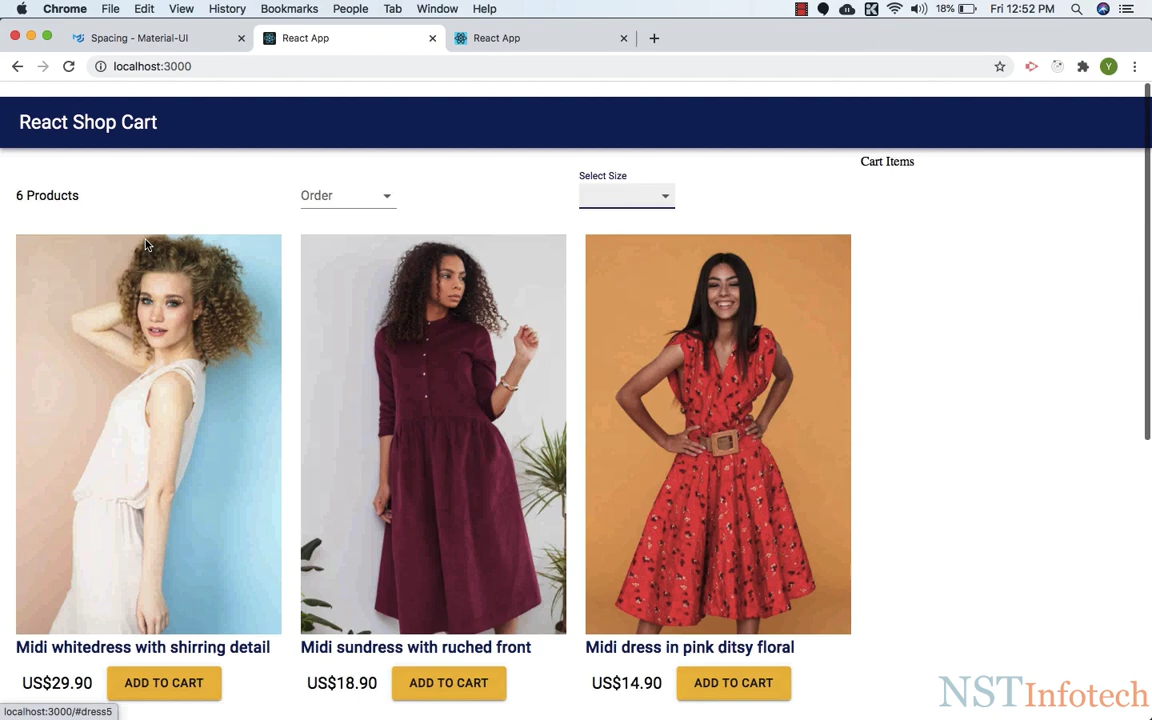 Chrome File Edit View History Bookmarks People Tab Window Help 18% Fri 12:52 PM
Spacing - Material-UI React App React App
localhost:3000 Y
React Shop Cart
Cart Items
Select Size
6 Products Order
Midi whitedress with shirring detail Midi sundress with ruched front Midi dress in pink ditsy floral
US$29.90 ADD TO CART US$18.90 ADD TO CART US$14.90 ADD TO CART
NSTInfotech
localhost:3000/#dress5